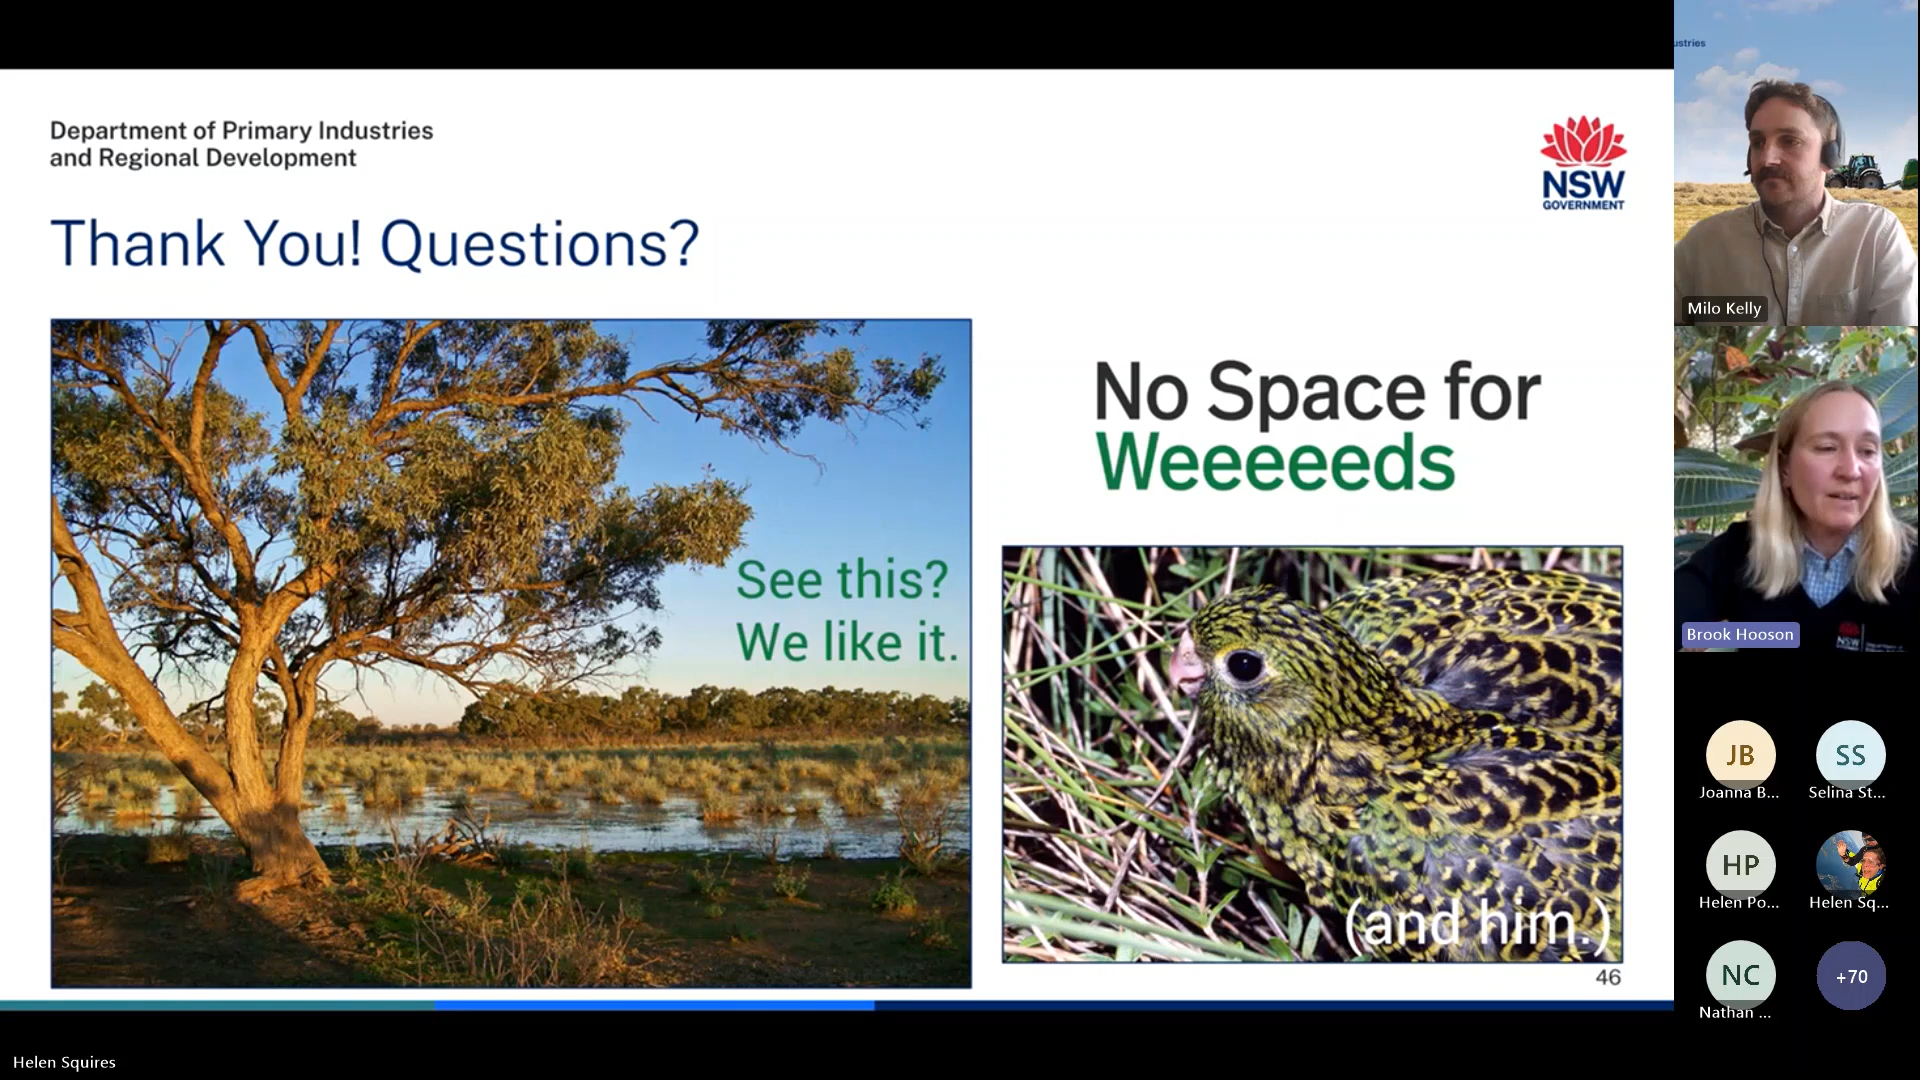 Department of Primary Industries
and Regional Development
NSW
GOVERNMENT
Thank You! Questions?
No Space for
Weeeeeds
See this?
We like it.
(and him.)
46
ustries
Milo Kelly
Brook Hooson
NSW
JB
Joanna B...
SS
Selina St...
HP
Helen Po...
Helen Sq...
NC
Nathan ...
+70
Helen Squires